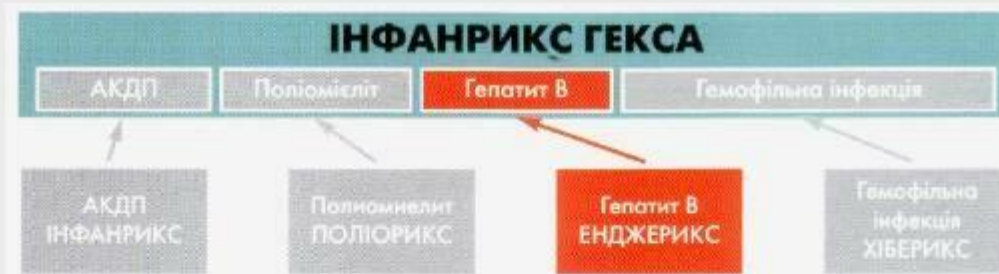 ІНФАНРИКС ГЕКСА
АКДП
Поліомієліт
Гепатит В
Гемофільна інфекція
АКДП
ІНФАНРИКС
Полиомиелит
ПОЛІОРИКС
Гепатит В
ЕНДЖЕРИКС
Гемофільна
інфекція
ХІБЕРИКС